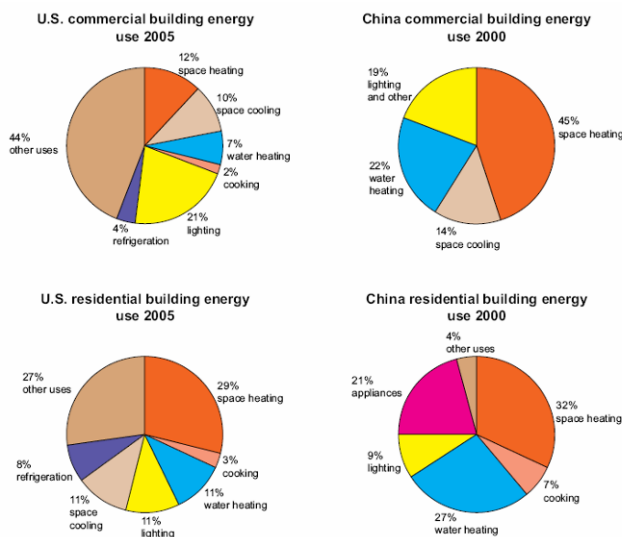 U.S. commercial building energy
use 2005
12%
space heating
10%
space cooling
7%
water heating
2%
cooking
21%
lighting
4%
refrigeration
44%
other uses
China commercial building energy
use 2000
19%
lighting
and other
45%
space heating
22%
water
heating
14%
space cooling
U.S. residential building energy
use 2005
27%
other uses
29%
space heating
3%
cooking
11%
water heating
11%
lighting
11%
space
cooling
8%
refrigeration
China residential building energy
use 2000
4%
other uses
21%
appliances
32%
space heating
9%
lighting
7%
cooking
27%
water heating